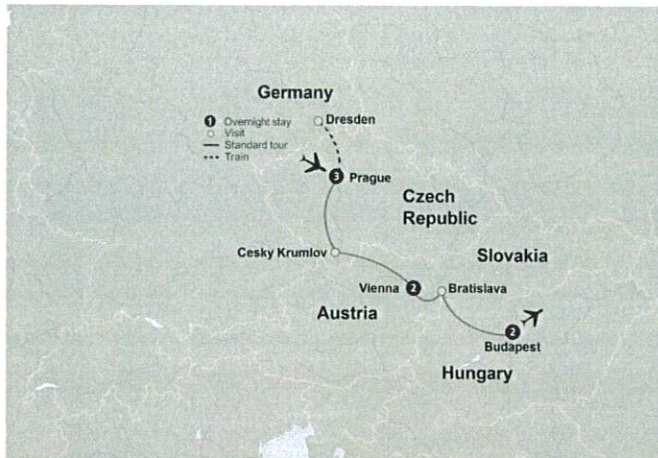 Germany
Dresden
1 Overnight stay
Visit
Standard tour
Train
3 Prague
Czech
Republic
Cesky Krumlov
Slovakia
Vienna 2
Bratislava
Austria
2
Budapest
Hungary